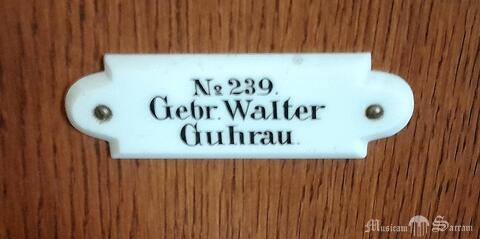 № 239.
Gebr. Walter
Guhrau.
Musicam Sacram